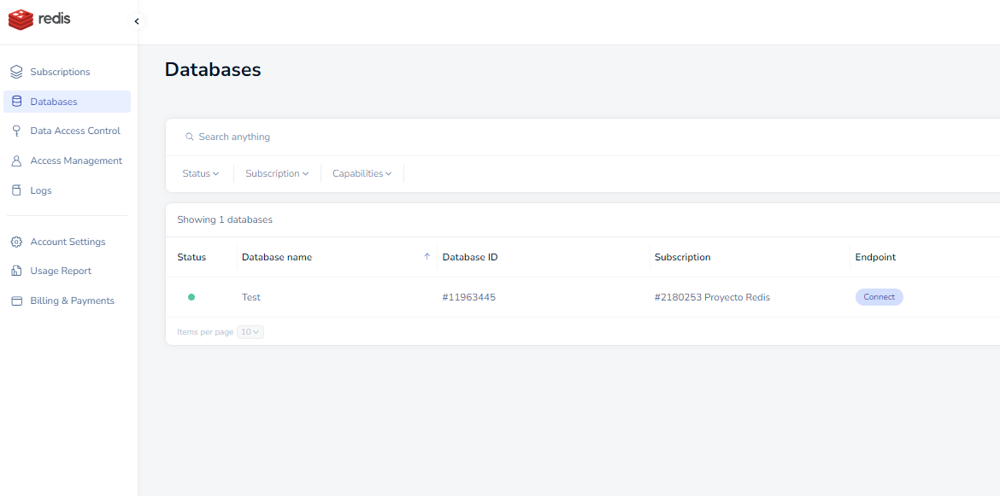 redis
Subscriptions
Databases
Data Access Control
Access Management
Logs
Account Settings
Usage Report
Billing & Payments
Databases
Search anything
Status Subscription Capabilities
Showing 1 databases
Status Database name Database ID Subscription Endpoint
Test #11963445 #2180253 Proyecto Redis Connect
Items per page 10